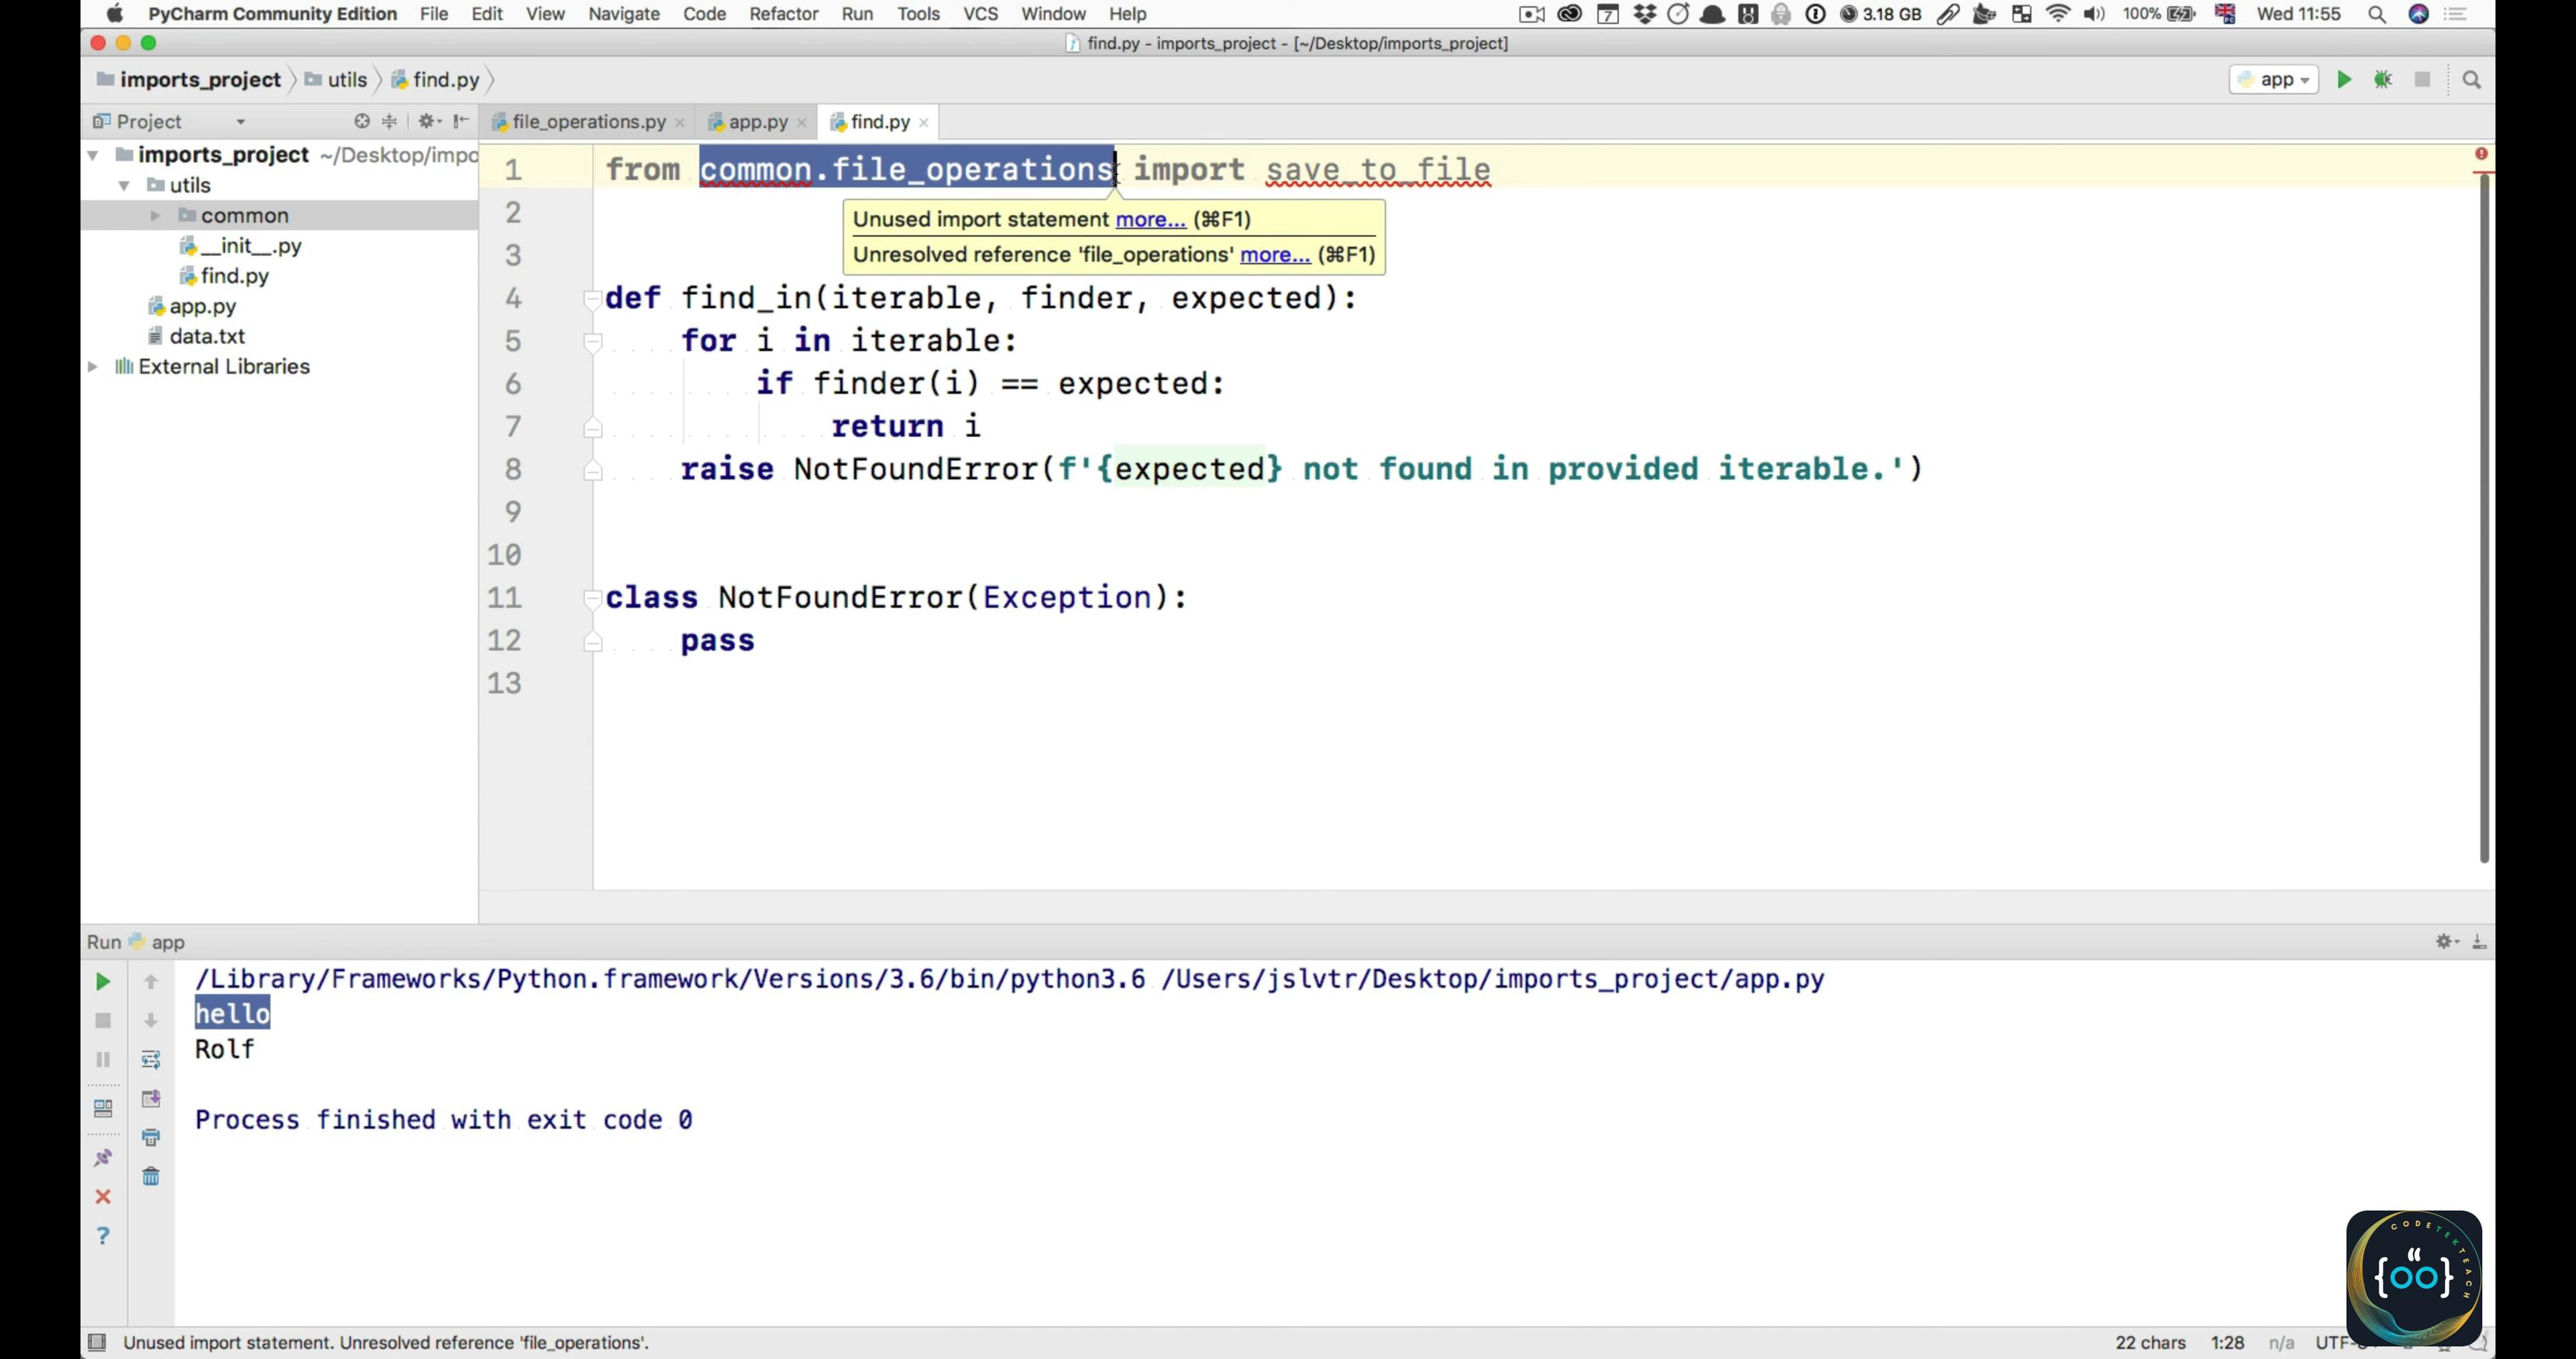 PyCharm Community Edition File Edit View Navigate Code Refactor Run Tools VCS Window Help 7 3.18 GB 100% Wed 11:55
find.py - imports_project - [~/Desktop/imports_project]
imports_project utils find.py app
Project
file_operations.py app.py find.py
imports_project ~/Desktop/impo
utils
common
__init__.py
find.py
app.py
data.txt
External Libraries
1 from common.file_operations import save_to_file
2
3
Unused import statement more... (⌘F1)
Unresolved reference 'file_operations' more... (⌘F1)
4 def find_in(iterable, finder, expected):
5 for i in iterable:
6 if finder(i) == expected:
7 return i
8 raise NotFoundError(f'{expected} not found in provided iterable.')
9
10
11 class NotFoundError(Exception):
12 pass
13
Run app
/Library/Frameworks/Python.framework/Versions/3.6/bin/python3.6 /Users/jslvtr/Desktop/imports_project/app.py
hello
Rolf
Process finished with exit code 0
CODETEKTEACH
Unused import statement. Unresolved reference 'file_operations'. 22 chars 1:28 n/a